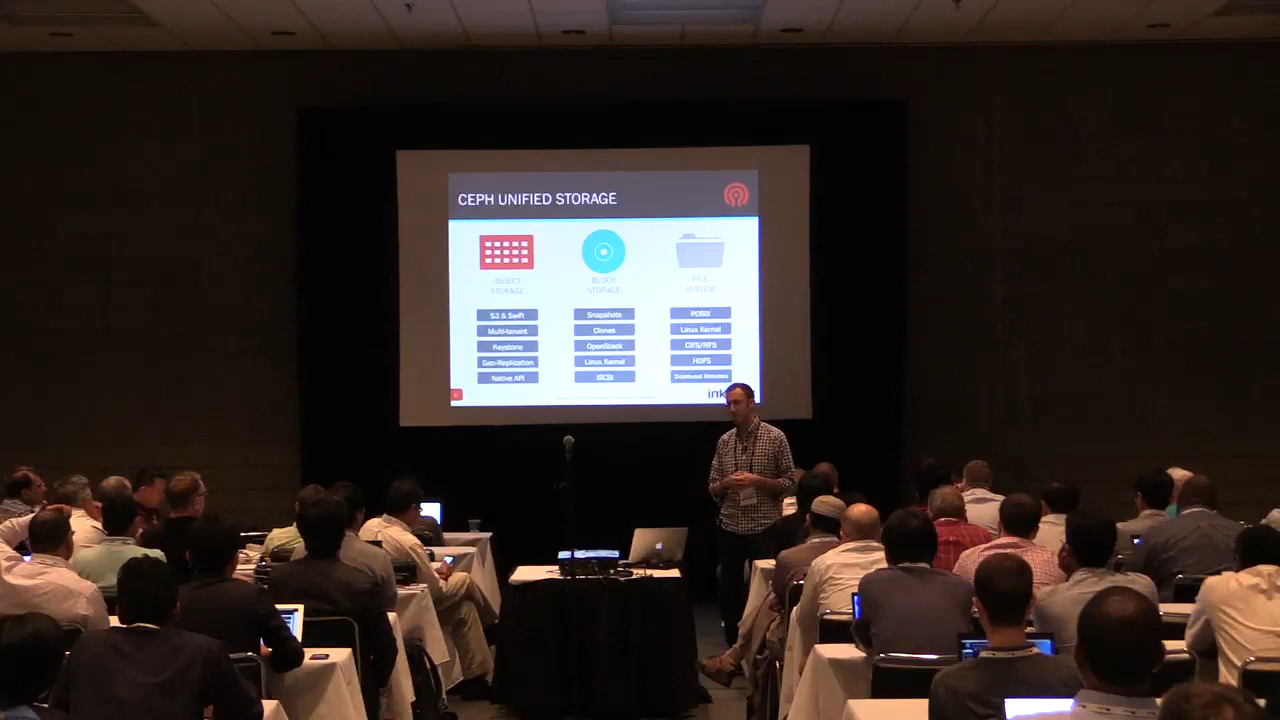 CEPH UNIFIED STORAGE
OBJECT
STORAGE
S3 & Swift
Multi-tenant
Keystone
Geo-Replication
Native API
BLOCK
STORAGE
Snapshots
Clones
OpenStack
Linux Kernel
iSCSI
FILE
SYSTEM
POSIX
Linux Kernel
CIFS/NFS
HDFS
Distributed Metadata
ink